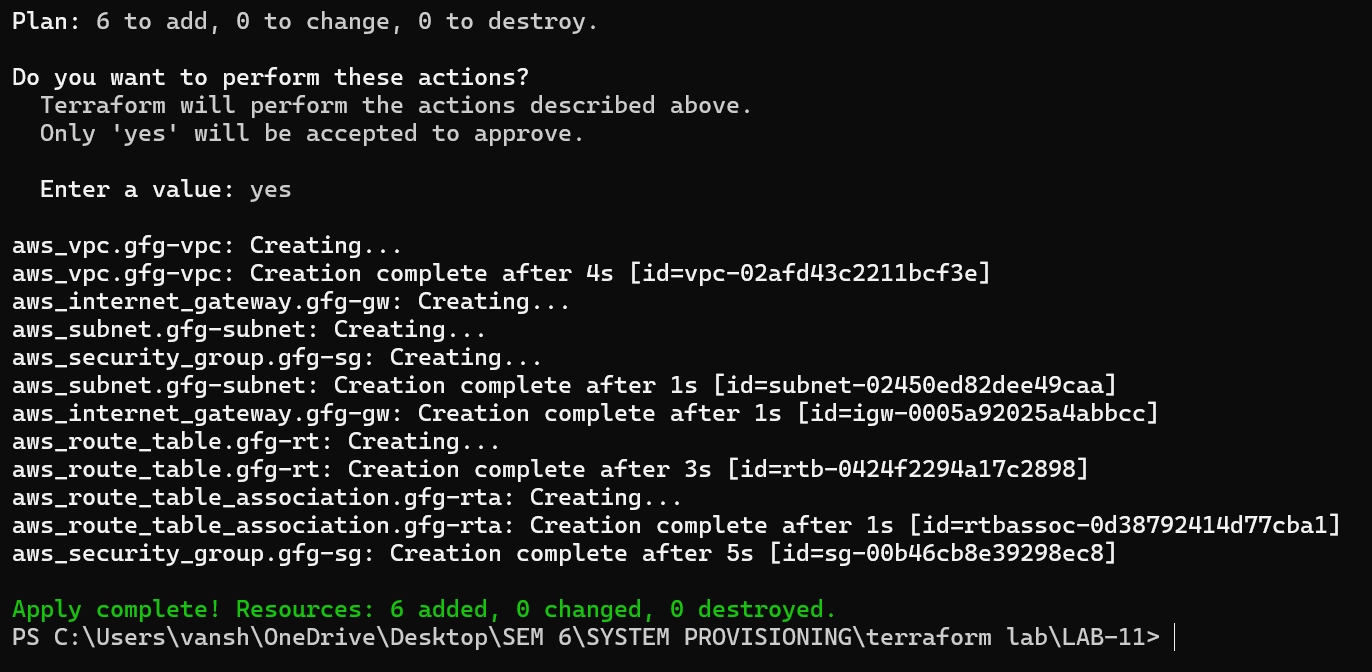 Plan: 6 to add, 0 to change, 0 to destroy.
Do you want to perform these actions?
Terraform will perform the actions described above.
Only 'yes' will be accepted to approve.
Enter a value: yes
aws_vpc.gfg-vpc: Creating...
aws_vpc.gfg-vpc: Creation complete after 4s [id=vpc-02afd43c2211bcf3e]
aws_internet_gateway.gfg-gw: Creating...
aws_subnet.gfg-subnet: Creating...
aws_security_group.gfg-sg: Creating...
aws_subnet.gfg-subnet: Creation complete after 1s [id=subnet-02450ed82dee49caa]
aws_internet_gateway.gfg-gw: Creation complete after 1s [id=igw-0005a92025a4abbcc]
aws_route_table.gfg-rt: Creating...
aws_route_table.gfg-rt: Creation complete after 3s [id=rtb-0424f2294a17c2898]
aws_route_table_association.gfg-rta: Creating...
aws_route_table_association.gfg-rta: Creation complete after 1s [id=rtbassoc-0d38792414d77cba1]
aws_security_group.gfg-sg: Creation complete after 5s [id=sg-00b46cb8e39298ec8]
Apply complete! Resources: 6 added, 0 changed, 0 destroyed.
PS C:\Users\vansh\OneDrive\Desktop\SEM 6\SYSTEM PROVISIONING\terraform lab\LAB-11>